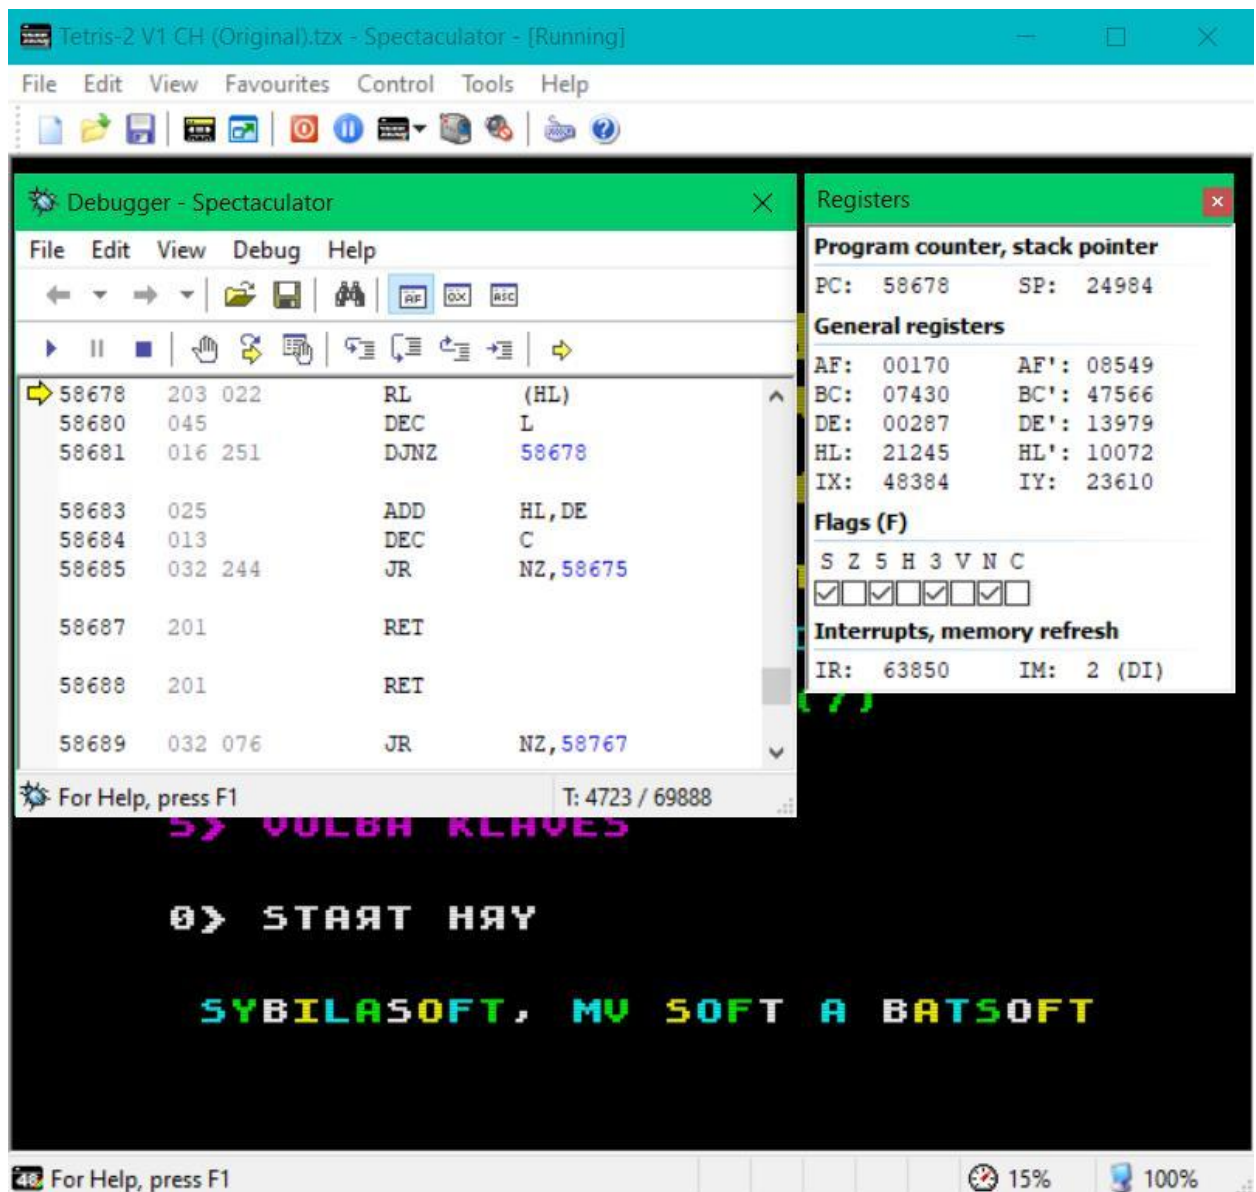 Tetris-2 V1 CH (Original).tzx - Spectaculator - [Running]
File Edit View Favourites Control Tools Help
Debugger - Spectaculator
File Edit View Debug Help
58678 203 022 RL (HL)
58680 045 DEC L
58681 016 251 DJNZ 58678
58683 025 ADD HL,DE
58684 013 DEC C
58685 032 244 JR NZ,58675
58687 201 RET
58688 201 RET
58689 032 076 JR NZ,58767
For Help, press F1 T: 4723 / 69888
Registers
Program counter, stack pointer
PC: 58678 SP: 24984
General registers
AF: 00170 AF': 08549
BC: 07430 BC': 47566
DE: 00287 DE': 13979
HL: 21245 HL': 10072
IX: 48384 IY: 23610
Flags (F)
S Z 5 H 3 V N C
Interrupts, memory refresh
IR: 63850 IM: 2 (DI)
5> VOLBA KLAVES
0> STAЯT HЯY
SYBILASOFT, MV SOFT A BATSOFT
For Help, press F1 15% 100%